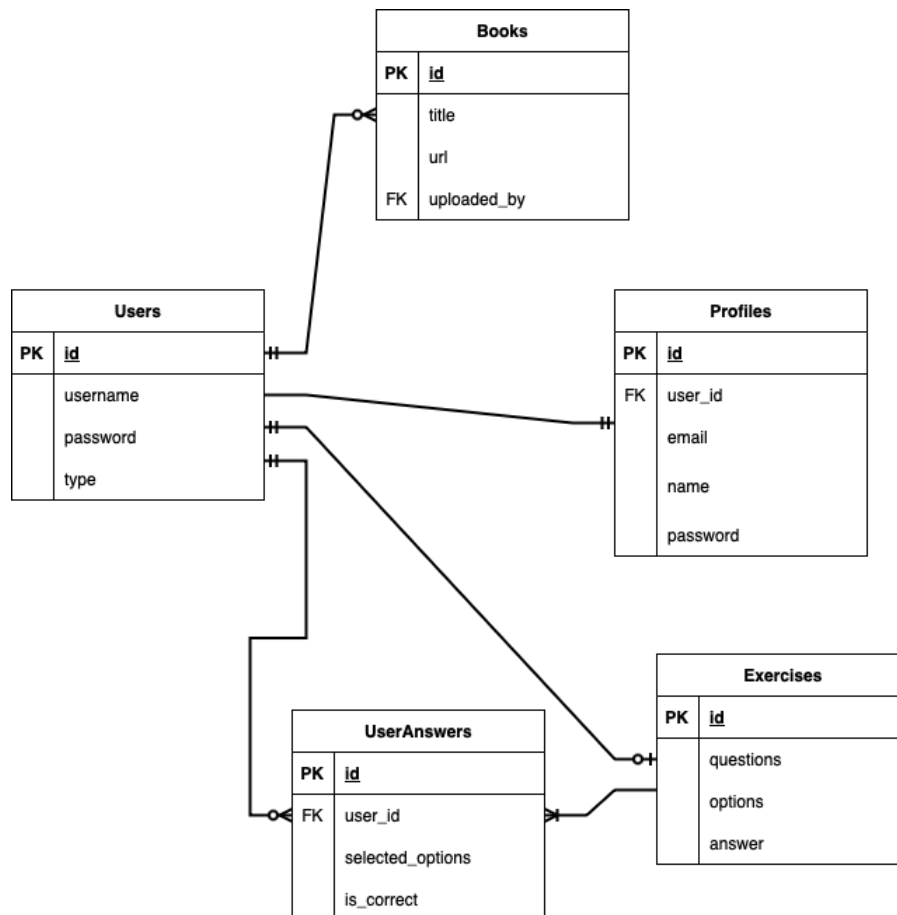 Books
PK id
title
url
FK uploaded_by
Users
PK id
username
password
type
Profiles
PK id
FK user_id
email
name
password
Exercises
PK id
questions
options
answer
UserAnswers
PK id
FK user_id
selected_options
is_correct